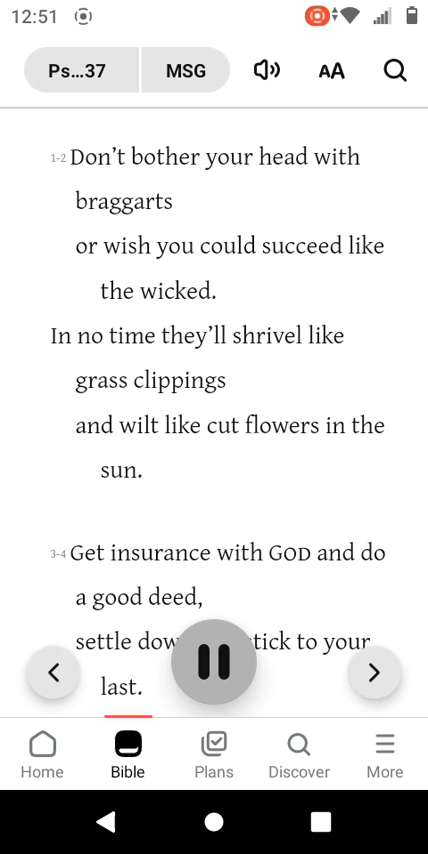 12:51
Ps...37 MSG AA
1-2 Don’t bother your head with
braggarts
or wish you could succeed like
the wicked.
In no time they’ll shrivel like
grass clippings
and wilt like cut flowers in the
sun.
3-4 Get insurance with GOD and do
a good deed,
settle stick to your
last.
Home Bible Plans Discover More